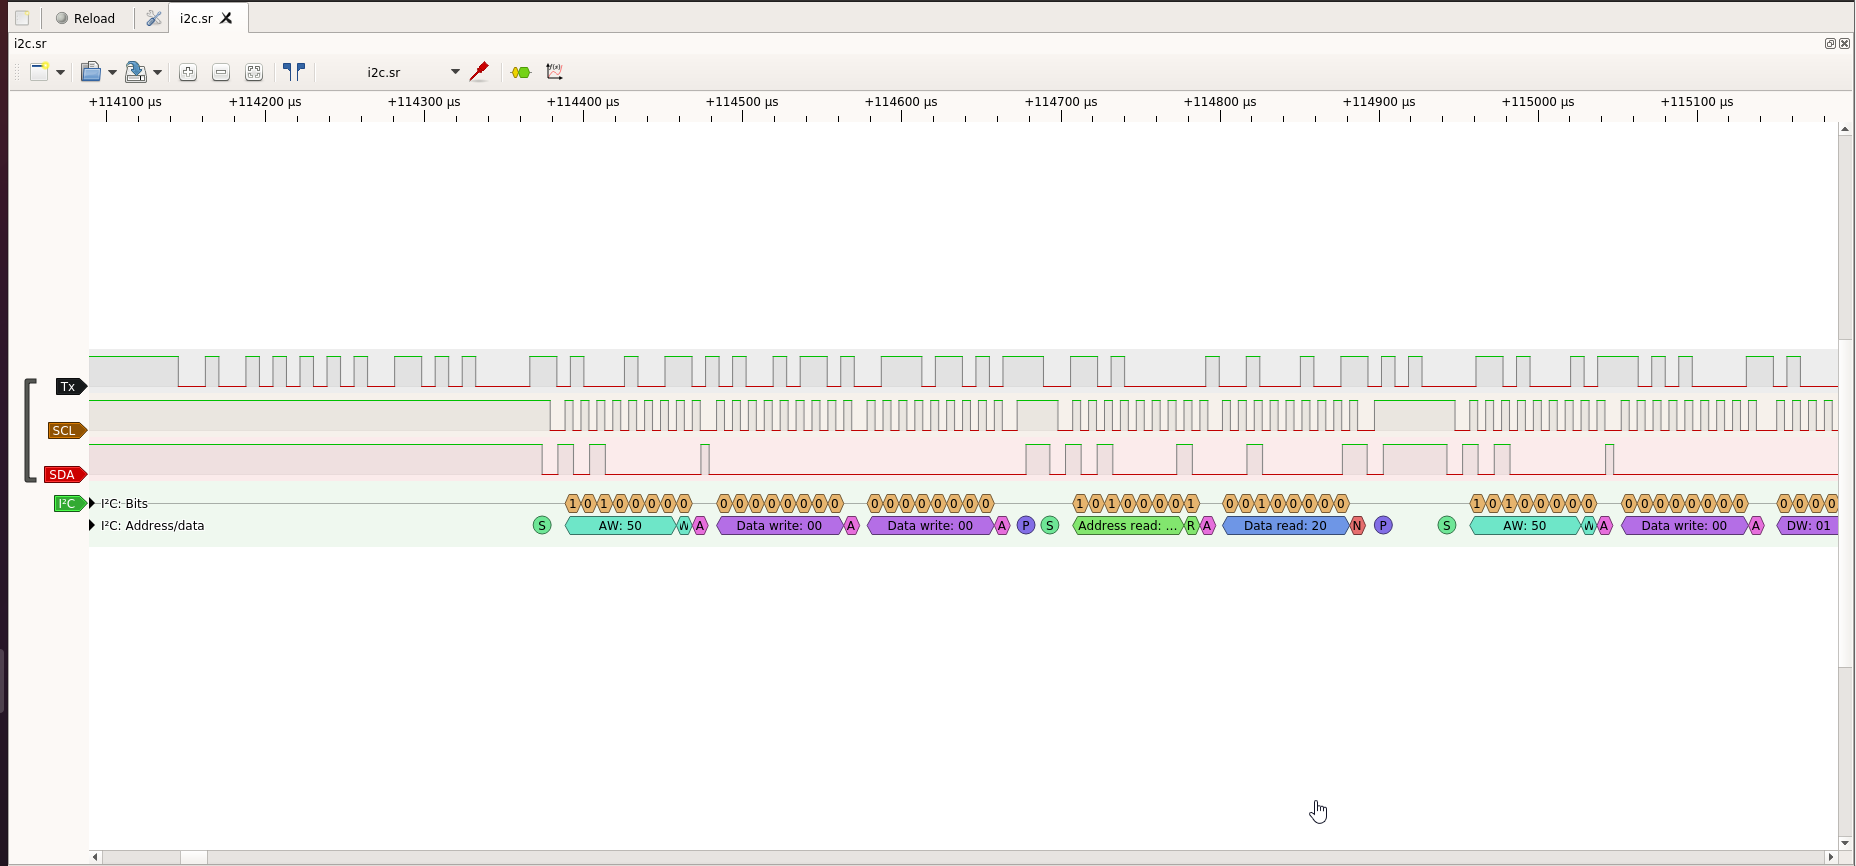 Reload i2c.sr
i2c.sr
i2c.sr
+114100 µs +114200 µs +114300 µs +114400 µs +114500 µs +114600 µs +114700 µs +114800 µs +114900 µs +115000 µs +115100 µs
Tx
SCL
SDA
I²C I²C: Bits 1 0 1 0 0 0 0 0 0 0 0 0 0 0 0 0 0 0 0 0 0 0 0 0 1 0 1 0 0 0 0 1 0 0 1 0 0 0 0 0 1 0 1 0 0 0 0 0 0 0 0 0 0 0 0 0 0 0 0 0
I²C: Address/data S AW: 50 W A Data write: 00 A Data write: 00 A P S Address read: ... R A Data read: 20 N P S AW: 50 W A Data write: 00 A DW: 01